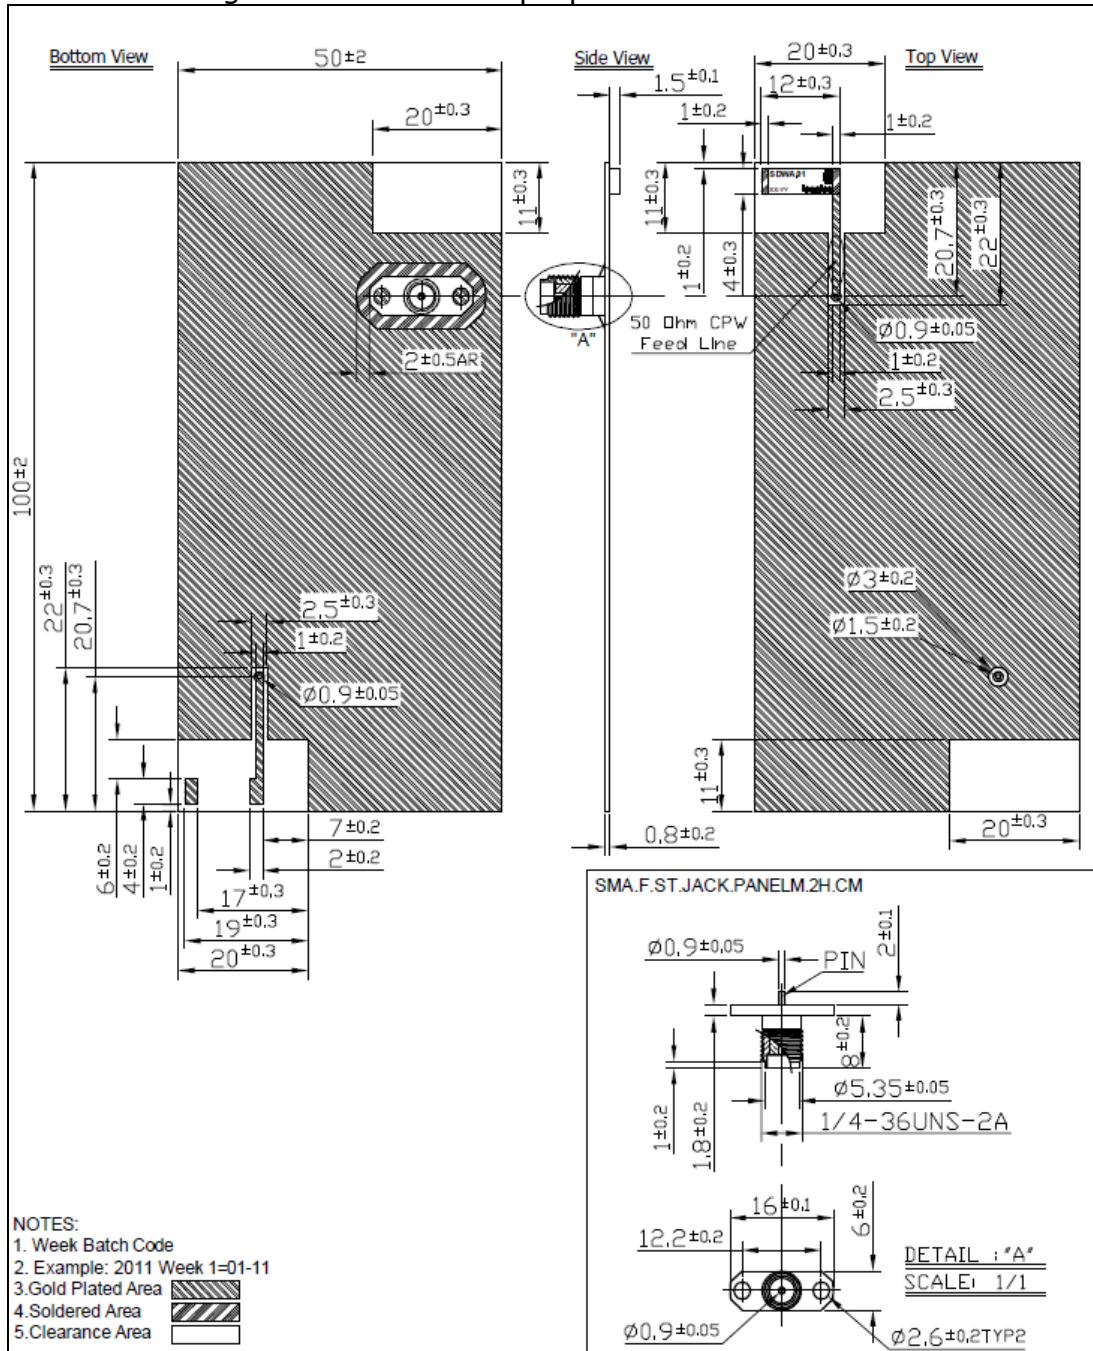 Bottom View
50±2
20±0.3
11±0.3
2±0.5AR
100±2
22±0.3
20,7±0.3
2,5±0.3
1±0.2
Ø0,9±0.05
6±0.2
4±0.2
1±0.2
7±0.2
2±0.2
17±0.3
19±0.3
20±0.3
Side View
1.5±0.1
"A"
0,8±0.2
Top View
20±0.3
12±0.3
1±0.2
1±0.2
11±0.3
1±0.2
4±0.3
SDWA.01
20,7±0.3
22±0.3
50 Ohm CPW
Feed Line
Ø0.9±0.05
1±0.2
2,5±0.3
Ø3±0.2
Ø1,5±0.2
11±0.3
20±0.3
SMA.F.ST.JACK.PANELM.2H.CM
Ø0,9±0.05
PIN
2±0.1
8±0.2
1±0.2
1.8±0.2
Ø5,35±0.05
1/4-36UNS-2A
16±0.1
12.2±0.2
6±0.2
Ø0,9±0.05
Ø2,6±0.2TYP2
DETAIL :"A"
SCALE: 1/1
NOTES:
1. Week Batch Code
2. Example: 2011 Week 1=01-11
3.Gold Plated Area
4.Soldered Area
5.Clearance Area